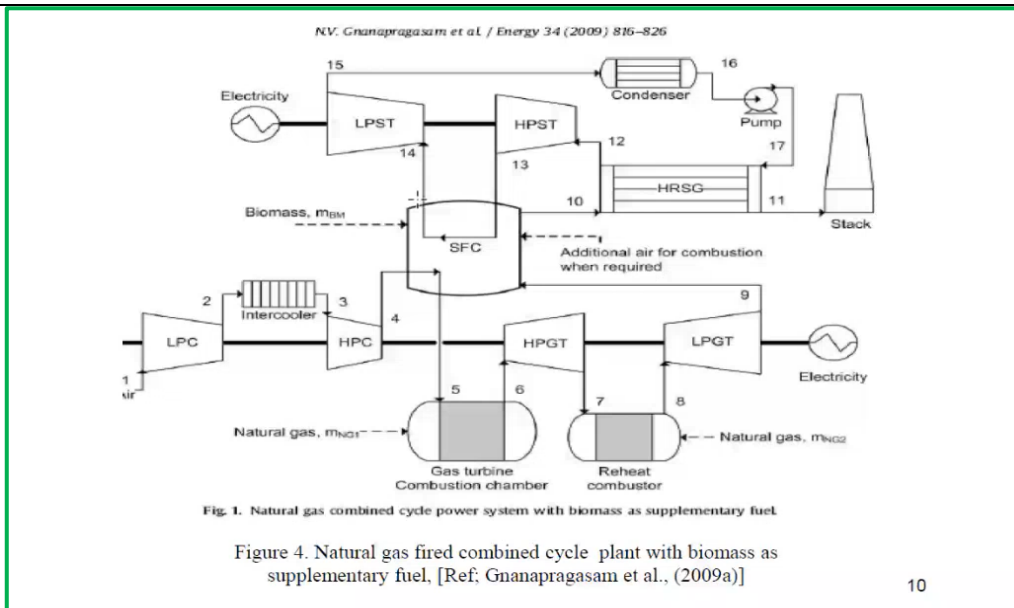 N.V. Gnanapragasam et al. / Energy 34 (2009) 816–826
15
16
Electricity
Condenser
LPST
HPST
Pump
14
13
12
17
HRSG
10
11
Biomass, mBM
Stack
SFC
Additional air for combustion
when required
2
3
4
9
Intercooler
LPC
HPC
HPGT
LPGT
1
Electricity
5
6
7
8
Natural gas, mNG1
Natural gas, mNG2
Gas turbine
Combustion chamber
Reheat
combustor
Fig. 1. Natural gas combined cycle power system with biomass as supplementary fuel.
Figure 4. Natural gas fired combined cycle plant with biomass as
supplementary fuel, [Ref; Gnanapragasam et al., (2009a)]
10